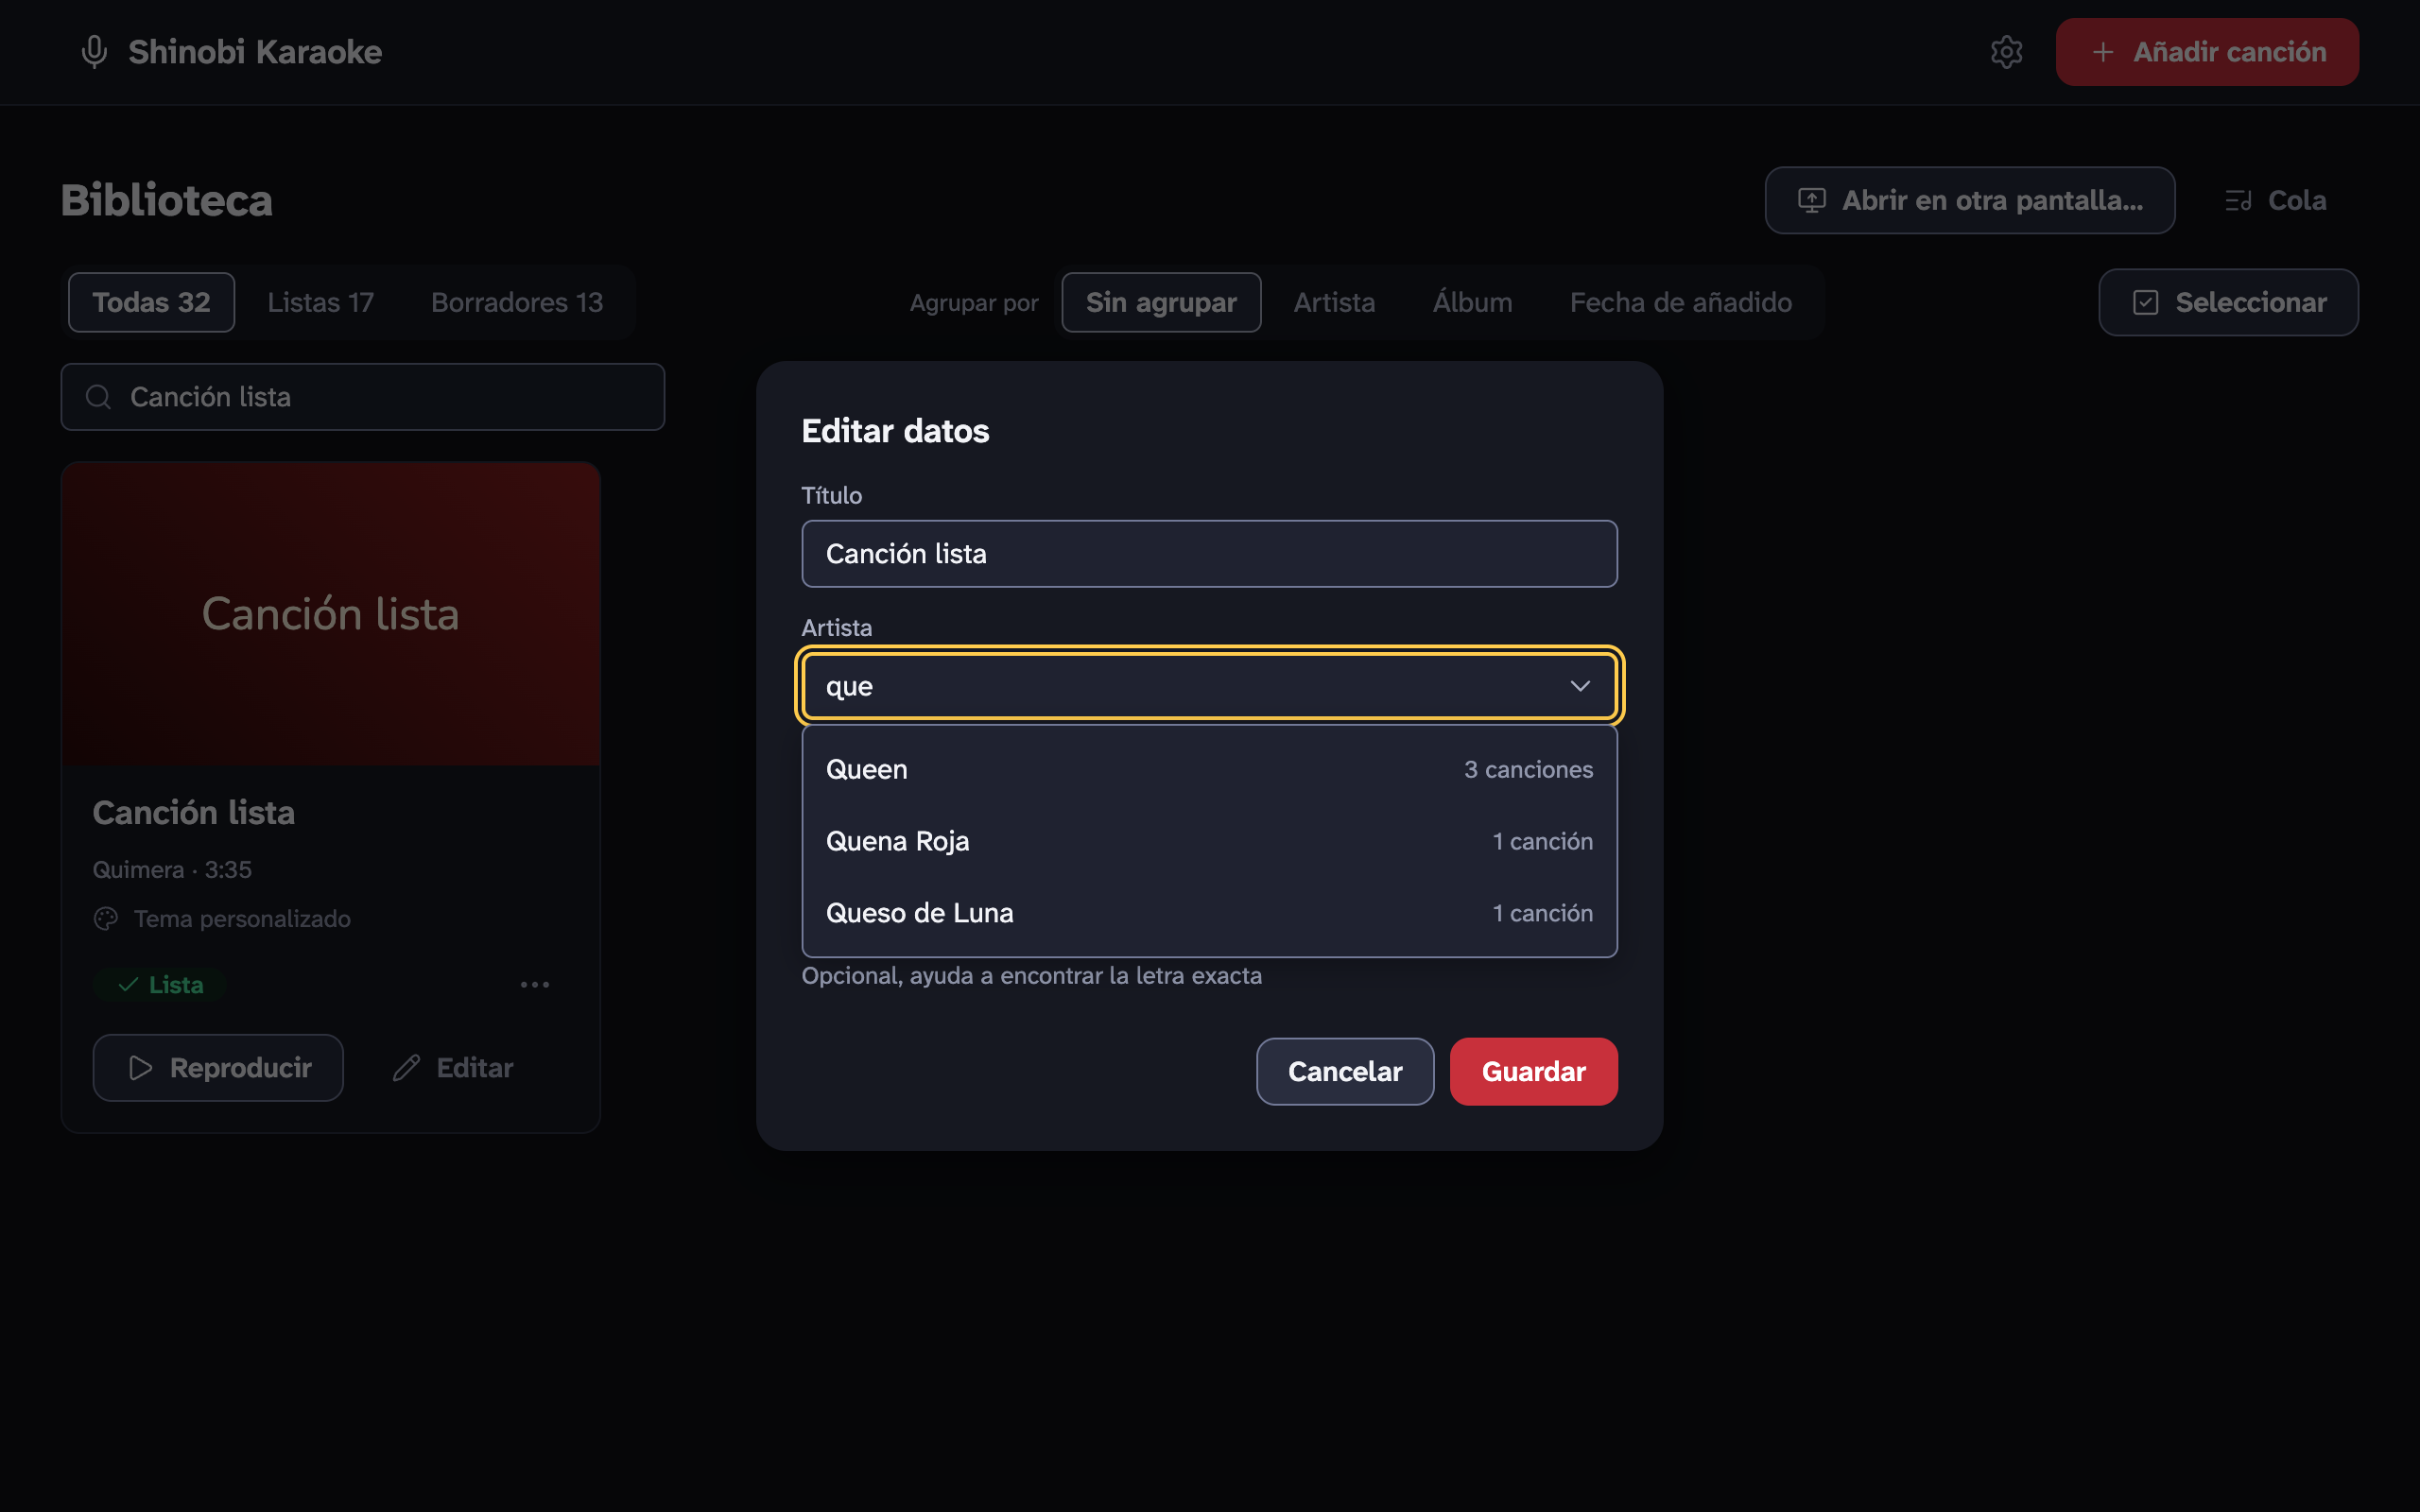 Shinobi Karaoke
Añadir canción
Biblioteca
Abrir en otra pantalla...
Cola
Todas 32
Listas 17
Borradores 13
Agrupar por
Sin agrupar
Artista
Álbum
Fecha de añadido
Seleccionar
Canción lista
Canción lista
Canción lista
Quimera · 3:35
Tema personalizado
Lista
Reproducir
Editar
Editar datos
Título
Canción lista
Artista
que
Queen
3 canciones
Quena Roja
1 canción
Queso de Luna
1 canción
Opcional, ayuda a encontrar la letra exacta
Cancelar
Guardar